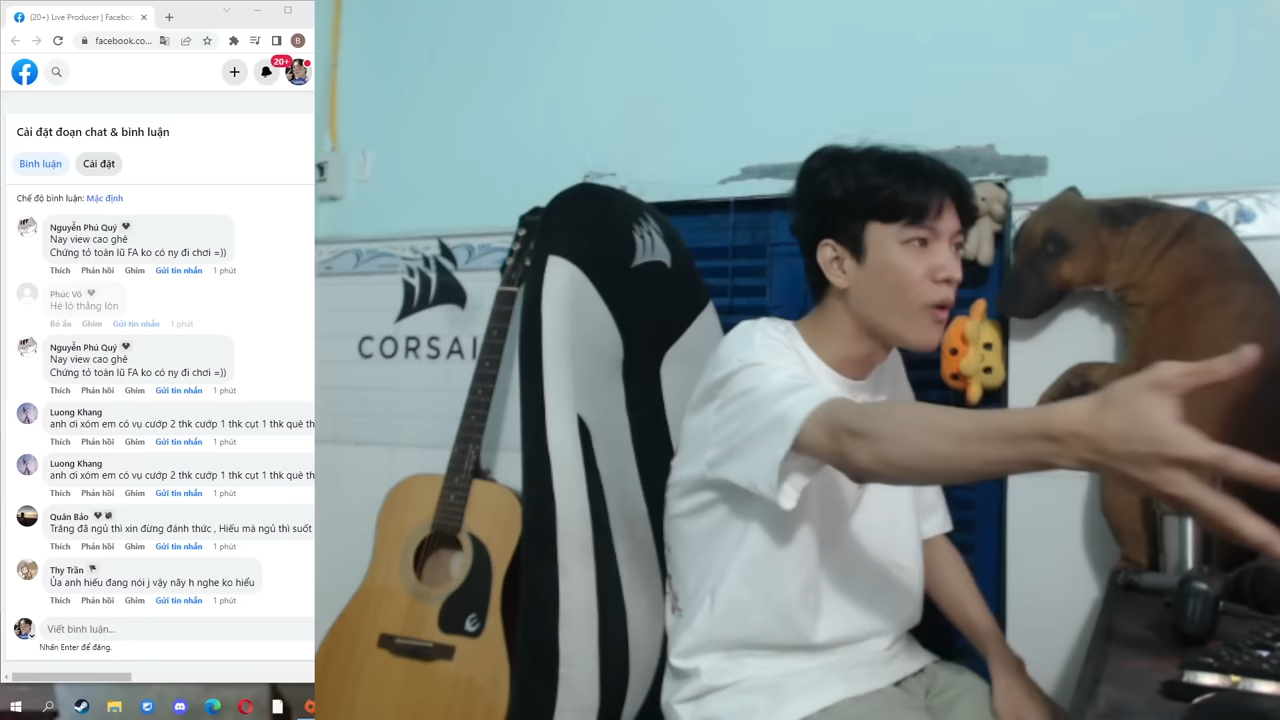 (20+) Live Producer | Faceboo
facebook.co...
20+
B
Cài đặt đoạn chat & bình luận
Bình luận
Cài đặt
Chế độ bình luận: Mặc định
Nguyễn Phú Quý
Nay view cao ghê
Chứng tỏ toàn lũ FA ko có ny đi chơi =))
Thích Phản hồi Ghim Gửi tin nhắn 1 phút
Phúc Võ
Hé lô thằng lòn
Bỏ ẩn Ghim Gửi tin nhắn 1 phút
Nguyễn Phú Quý
Nay view cao ghê
Chứng tỏ toàn lũ FA ko có ny đi chơi =))
Thích Phản hồi Ghim Gửi tin nhắn 1 phút
Luong Khang
anh ơi xóm em có vụ cướp 2 thk cướp 1 thk cụt 1 thk què th
Thích Phản hồi Ghim Gửi tin nhắn 1 phút
Luong Khang
anh ơi xóm em có vụ cướp 2 thk cướp 1 thk cụt 1 thk què th
Thích Phản hồi Ghim Gửi tin nhắn 1 phút
Quân Bảo
Trăng đã ngủ thì xin đừng đánh thức , Hiếu mà ngủ thì suốt
Thích Phản hồi Ghim Gửi tin nhắn 1 phút
Thy Trần
Ủa anh hiếu đang nói j vậy nãy h nghe ko hiểu
Thích Phản hồi Ghim Gửi tin nhắn 1 phút
Viết bình luận...
Nhấn Enter để đăng.
CORSAI